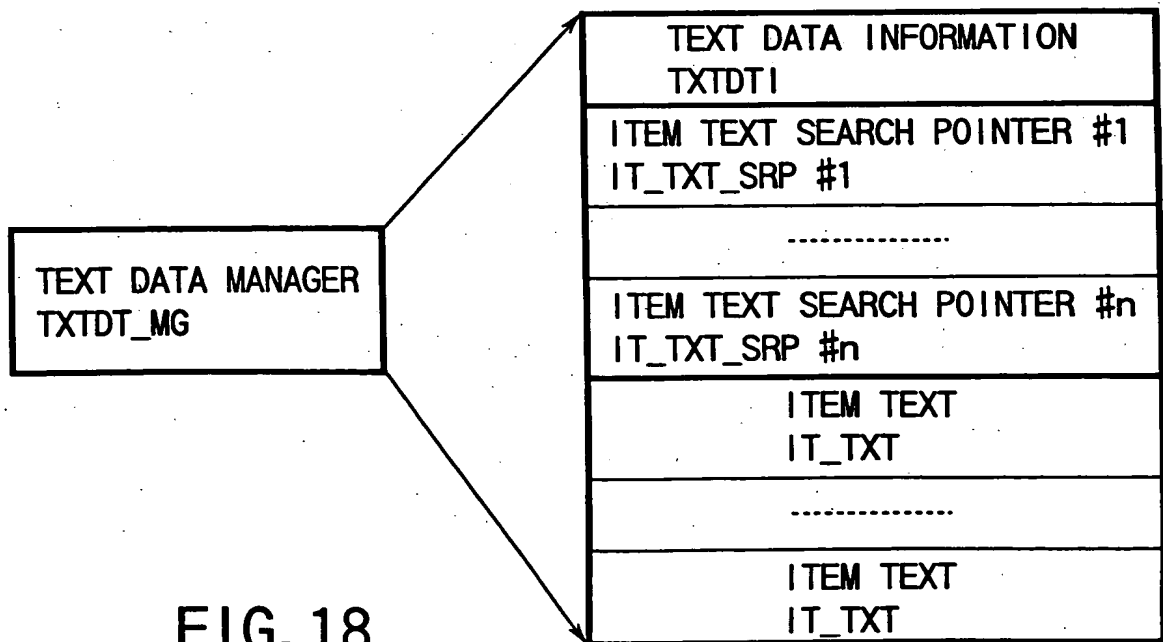 TEXT DATA MANAGER
TXTDT_MG
TEXT DATA INFORMATION
TXTDTI
ITEM TEXT SEARCH POINTER #1
IT_TXT_SRP #1
---------------
ITEM TEXT SEARCH POINTER #n
IT_TXT_SRP #n
ITEM TEXT
IT_TXT
---------------
ITEM TEXT
IT_TXT
FIG. 18